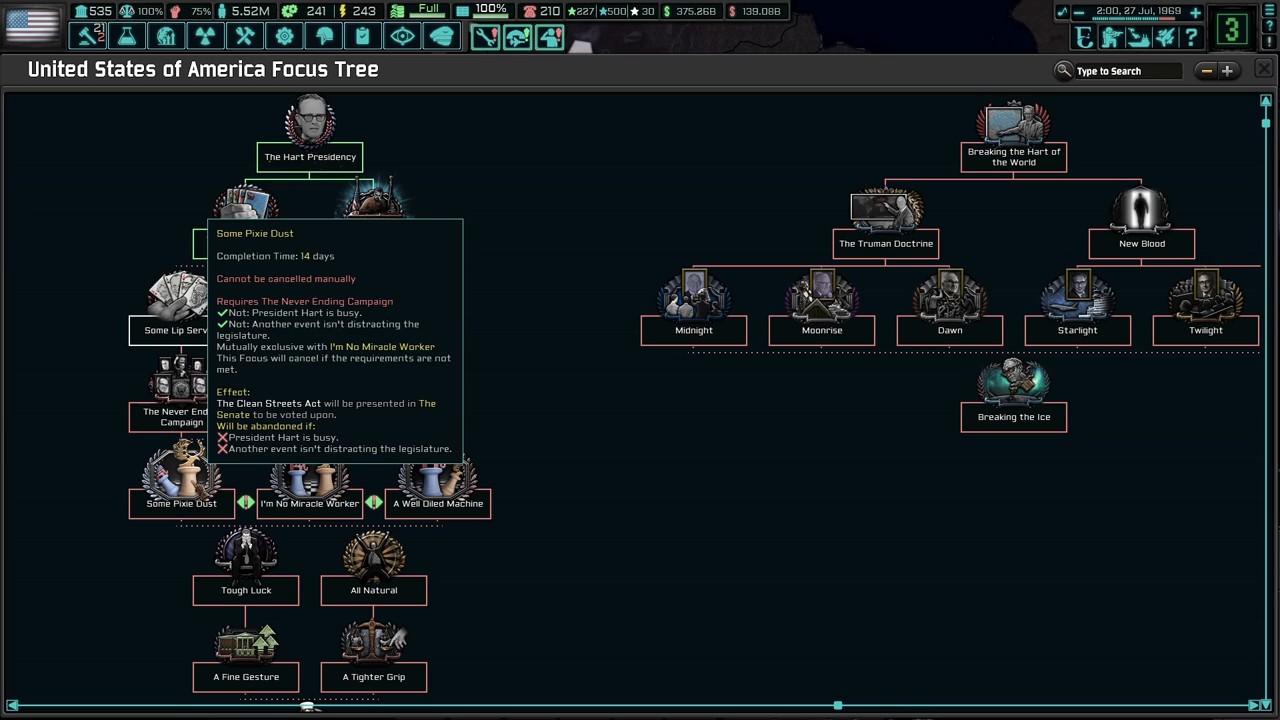 535 100% 75% 5.52M 241 243 Full 100% 210 227 500 30 $ 375.26B $ 139.08B 2:00, 27 Jul, 1969 3
United States of America Focus Tree
Type to Search
The Hart Presidency
Breaking the Hart of
the World
The Truman Doctrine
New Blood
Some Pixie Dust
Completion Time: 14 days
Cannot be cancelled manually
Requires The Never Ending Campaign
Not: President Hart is busy.
Not: Another event isn't distracting the
legislature.
Mutually exclusive with I'm No Miracle Worker
This Focus will cancel if the requirements are not
met.
Effect:
The Clean Streets Act will be presented in The
Senate to be voted upon.
Will be abandoned if:
President Hart is busy.
Another event isn't distracting the legislature.
Some Lip Serv
Midnight
Moonrise
Dawn
Starlight
Twilight
The Never End
Campaign
Breaking the Ice
Some Pixie Dust
I'm No Miracle Worker
A Well Oiled Machine
Tough Luck
All Natural
A Fine Gesture
A Tighter Grip